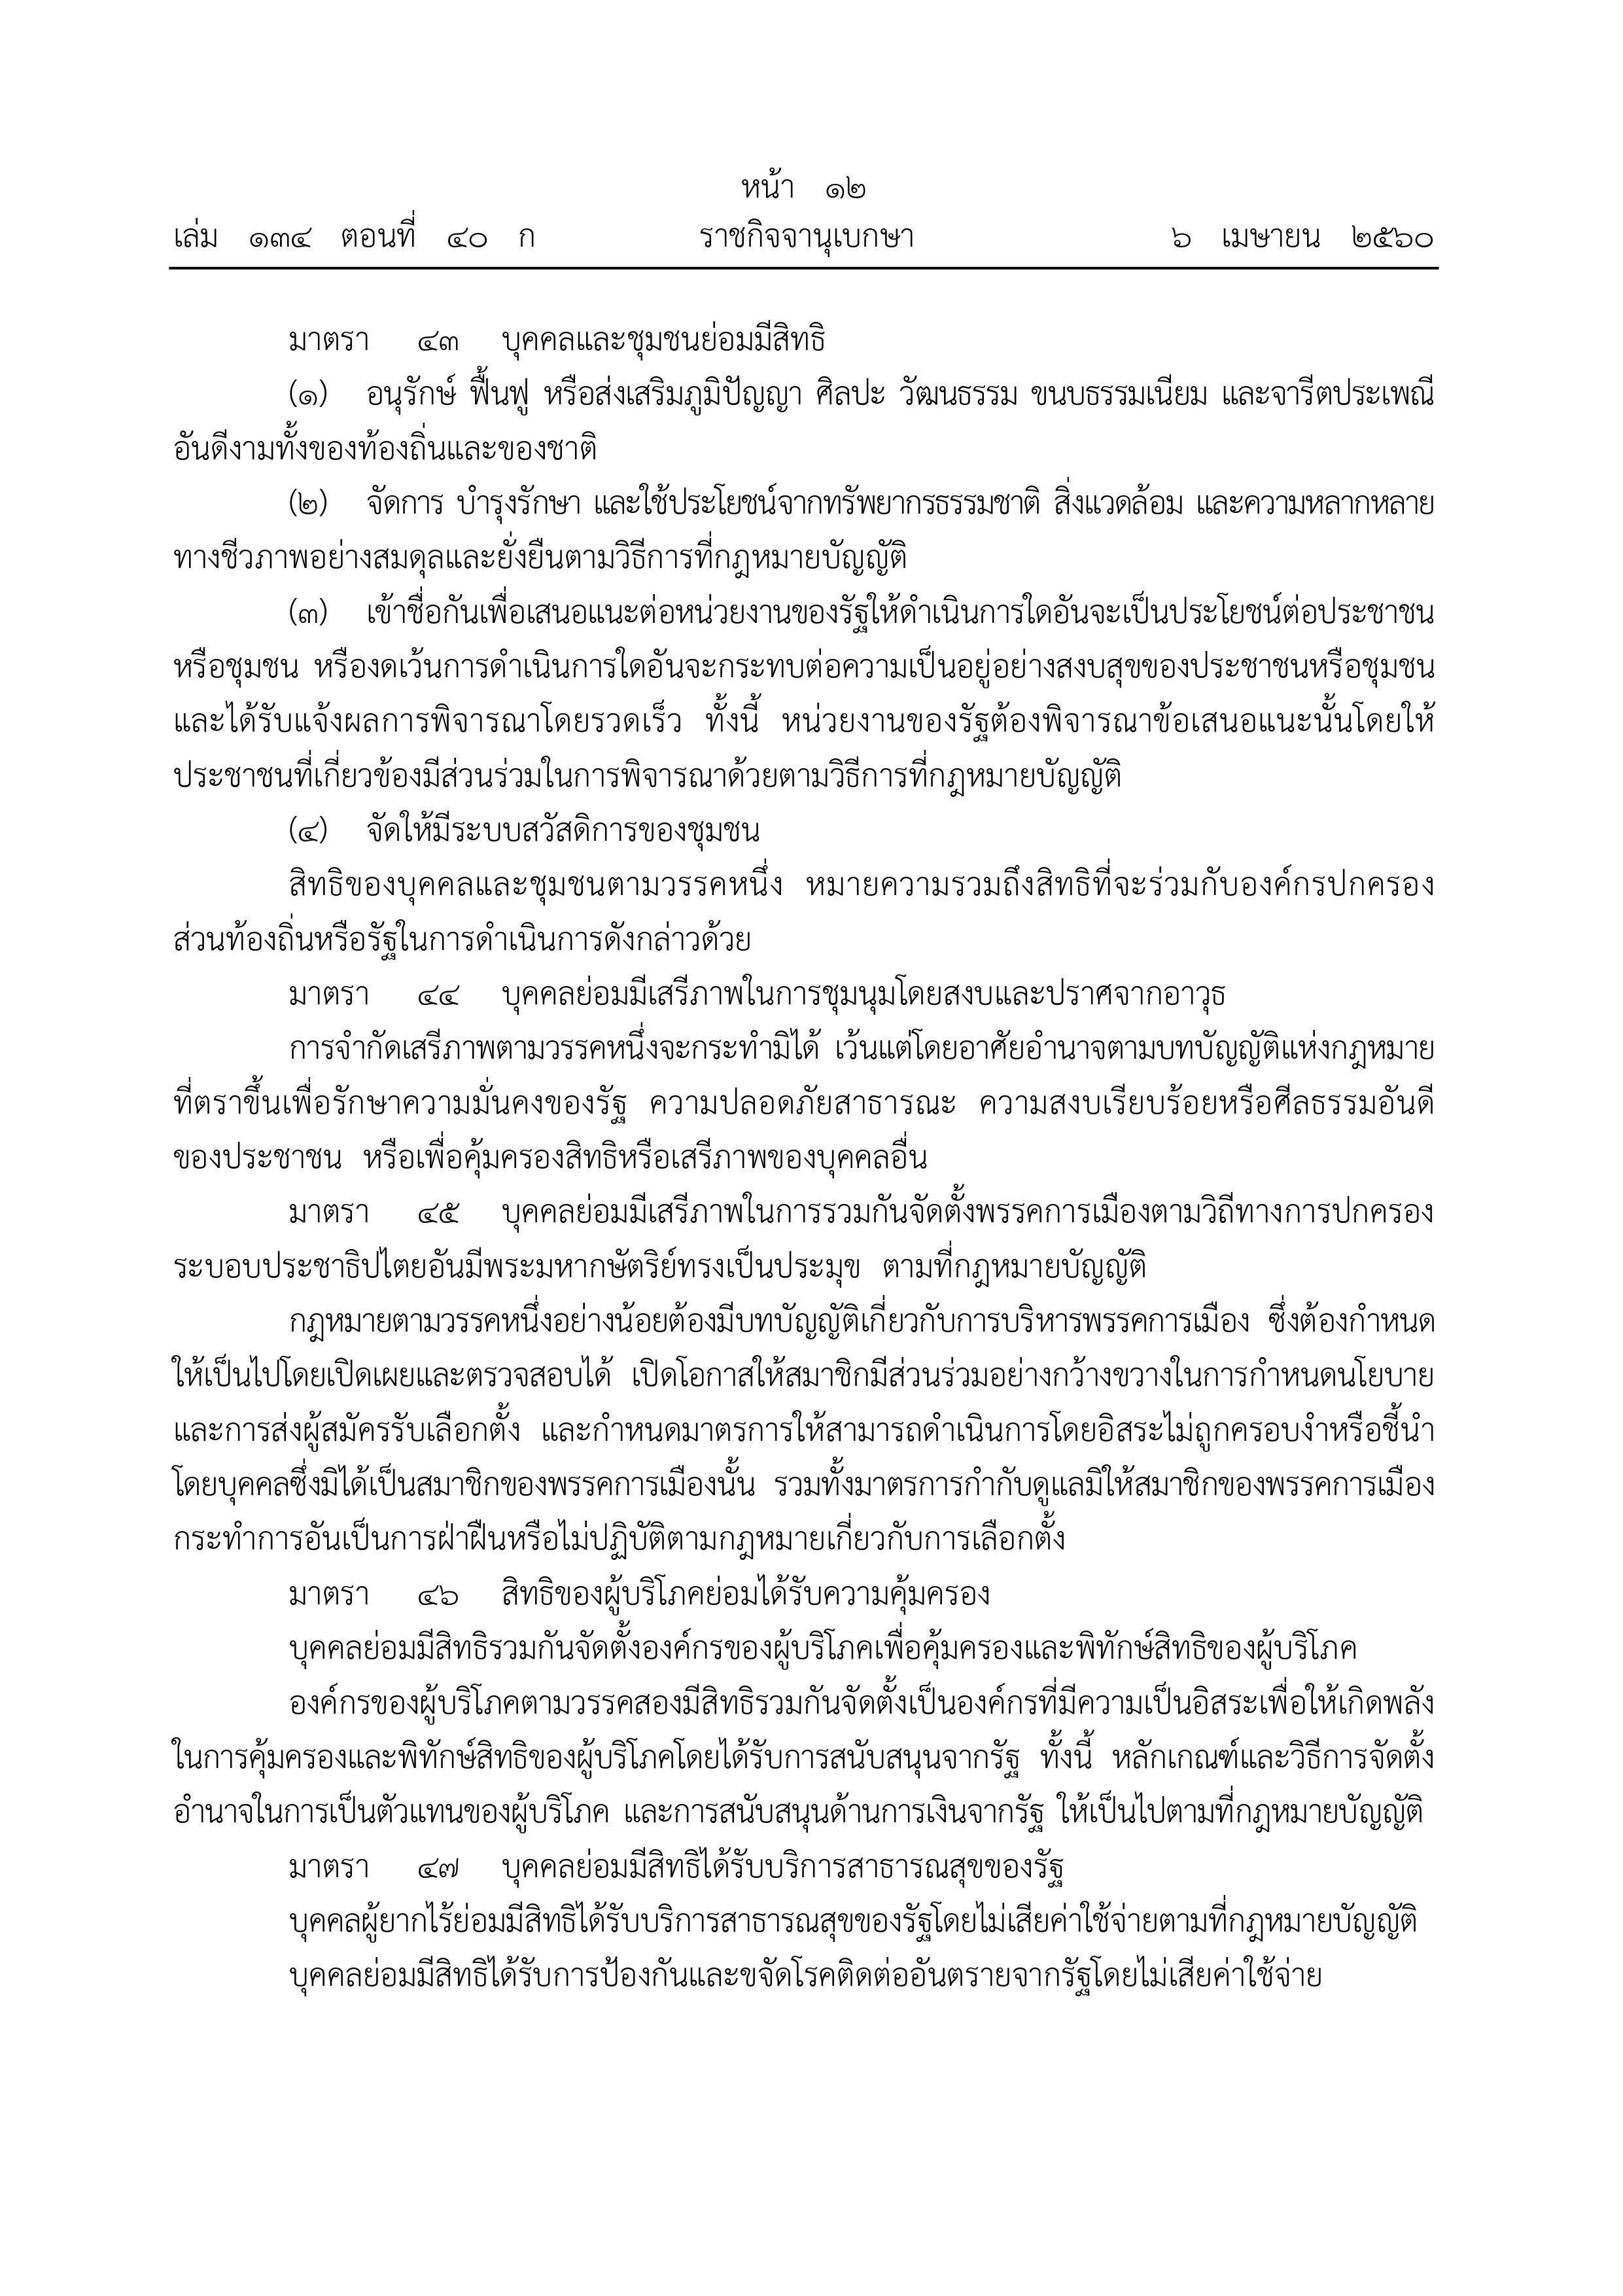 หน้า ๑๒
เล่ม ๑๓๔ ตอนที่ ๔๐ ก ราชกิจจานุเบกษา ๖ เมษายน ๒๕๖๐
มาตรา ๔๓ บุคคลและชุมชนย่อมมีสิทธิ
(๑) อนุรักษ์ ฟื้นฟู หรือส่งเสริมภูมิปัญญา ศิลปะ วัฒนธรรม ขนบธรรมเนียม และจารีตประเพณี
อันดีงามทั้งของท้องถิ่นและของชาติ
(๒) จัดการ บำรุงรักษา และใช้ประโยชน์จากทรัพยากรธรรมชาติ สิ่งแวดล้อม และความหลากหลาย
ทางชีวภาพอย่างสมดุลและยั่งยืนตามวิธีการที่กฎหมายบัญญัติ
(๓) เข้าชื่อกันเพื่อเสนอแนะต่อหน่วยงานของรัฐให้ดำเนินการใดอันจะเป็นประโยชน์ต่อประชาชน
หรือชุมชน หรืองดเว้นการดำเนินการใดอันจะกระทบต่อความเป็นอยู่อย่างสงบสุขของประชาชนหรือชุมชน
และได้รับแจ้งผลการพิจารณาโดยรวดเร็ว ทั้งนี้ หน่วยงานของรัฐต้องพิจารณาข้อเสนอแนะนั้นโดยให้
ประชาชนที่เกี่ยวข้องมีส่วนร่วมในการพิจารณาด้วยตามวิธีการที่กฎหมายบัญญัติ
(๔) จัดให้มีระบบสวัสดิการของชุมชน
สิทธิของบุคคลและชุมชนตามวรรคหนึ่ง หมายความรวมถึงสิทธิที่จะร่วมกับองค์กรปกครอง
ส่วนท้องถิ่นหรือรัฐในการดำเนินการดังกล่าวด้วย
มาตรา ๔๔ บุคคลย่อมมีเสรีภาพในการชุมนุมโดยสงบและปราศจากอาวุธ
การจำกัดเสรีภาพตามวรรคหนึ่งจะกระทำมิได้ เว้นแต่โดยอาศัยอำนาจตามบทบัญญัติแห่งกฎหมาย
ที่ตราขึ้นเพื่อรักษาความมั่นคงของรัฐ ความปลอดภัยสาธารณะ ความสงบเรียบร้อยหรือศีลธรรมอันดี
ของประชาชน หรือเพื่อคุ้มครองสิทธิหรือเสรีภาพของบุคคลอื่น
มาตรา ๔๕ บุคคลย่อมมีเสรีภาพในการรวมกันจัดตั้งพรรคการเมืองตามวิถีทางการปกครอง
ระบอบประชาธิปไตยอันมีพระมหากษัตริย์ทรงเป็นประมุข ตามที่กฎหมายบัญญัติ
กฎหมายตามวรรคหนึ่งอย่างน้อยต้องมีบทบัญญัติเกี่ยวกับการบริหารพรรคการเมือง ซึ่งต้องกำหนด
ให้เป็นไปโดยเปิดเผยและตรวจสอบได้ เปิดโอกาสให้สมาชิกมีส่วนร่วมอย่างกว้างขวางในการกำหนดนโยบาย
และการส่งผู้สมัครรับเลือกตั้ง และกำหนดมาตรการให้สามารถดำเนินการโดยอิสระไม่ถูกครอบงำหรือชี้นำ
โดยบุคคลซึ่งมิได้เป็นสมาชิกของพรรคการเมืองนั้น รวมทั้งมาตรการกำกับดูแลมิให้สมาชิกของพรรคการเมือง
กระทำการอันเป็นการฝ่าฝืนหรือไม่ปฏิบัติตามกฎหมายเกี่ยวกับการเลือกตั้ง
มาตรา ๔๖ สิทธิของผู้บริโภคย่อมได้รับความคุ้มครอง
บุคคลย่อมมีสิทธิรวมกันจัดตั้งองค์กรของผู้บริโภคเพื่อคุ้มครองและพิทักษ์สิทธิของผู้บริโภค
องค์กรของผู้บริโภคตามวรรคสองมีสิทธิรวมกันจัดตั้งเป็นองค์กรที่มีความเป็นอิสระเพื่อให้เกิดพลัง
ในการคุ้มครองและพิทักษ์สิทธิของผู้บริโภคโดยได้รับการสนับสนุนจากรัฐ ทั้งนี้ หลักเกณฑ์และวิธีการจัดตั้ง
อำนาจในการเป็นตัวแทนของผู้บริโภค และการสนับสนุนด้านการเงินจากรัฐ ให้เป็นไปตามที่กฎหมายบัญญัติ
มาตรา ๔๗ บุคคลย่อมมีสิทธิได้รับบริการสาธารณสุขของรัฐ
บุคคลผู้ยากไร้ย่อมมีสิทธิได้รับบริการสาธารณสุขของรัฐโดยไม่เสียค่าใช้จ่ายตามที่กฎหมายบัญญัติ
บุคคลย่อมมีสิทธิได้รับการป้องกันและขจัดโรคติดต่ออันตรายจากรัฐโดยไม่เสียค่าใช้จ่าย